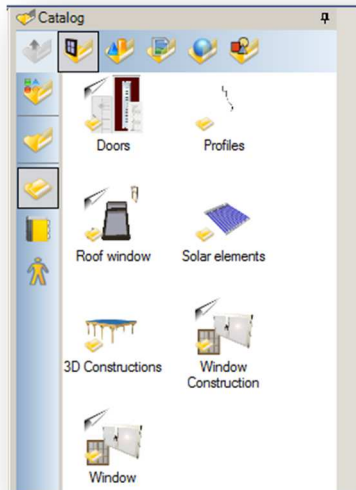 Catalog
Doors
Profiles
Roof window
Solar elements
3D Constructions
Window
Construction
Window